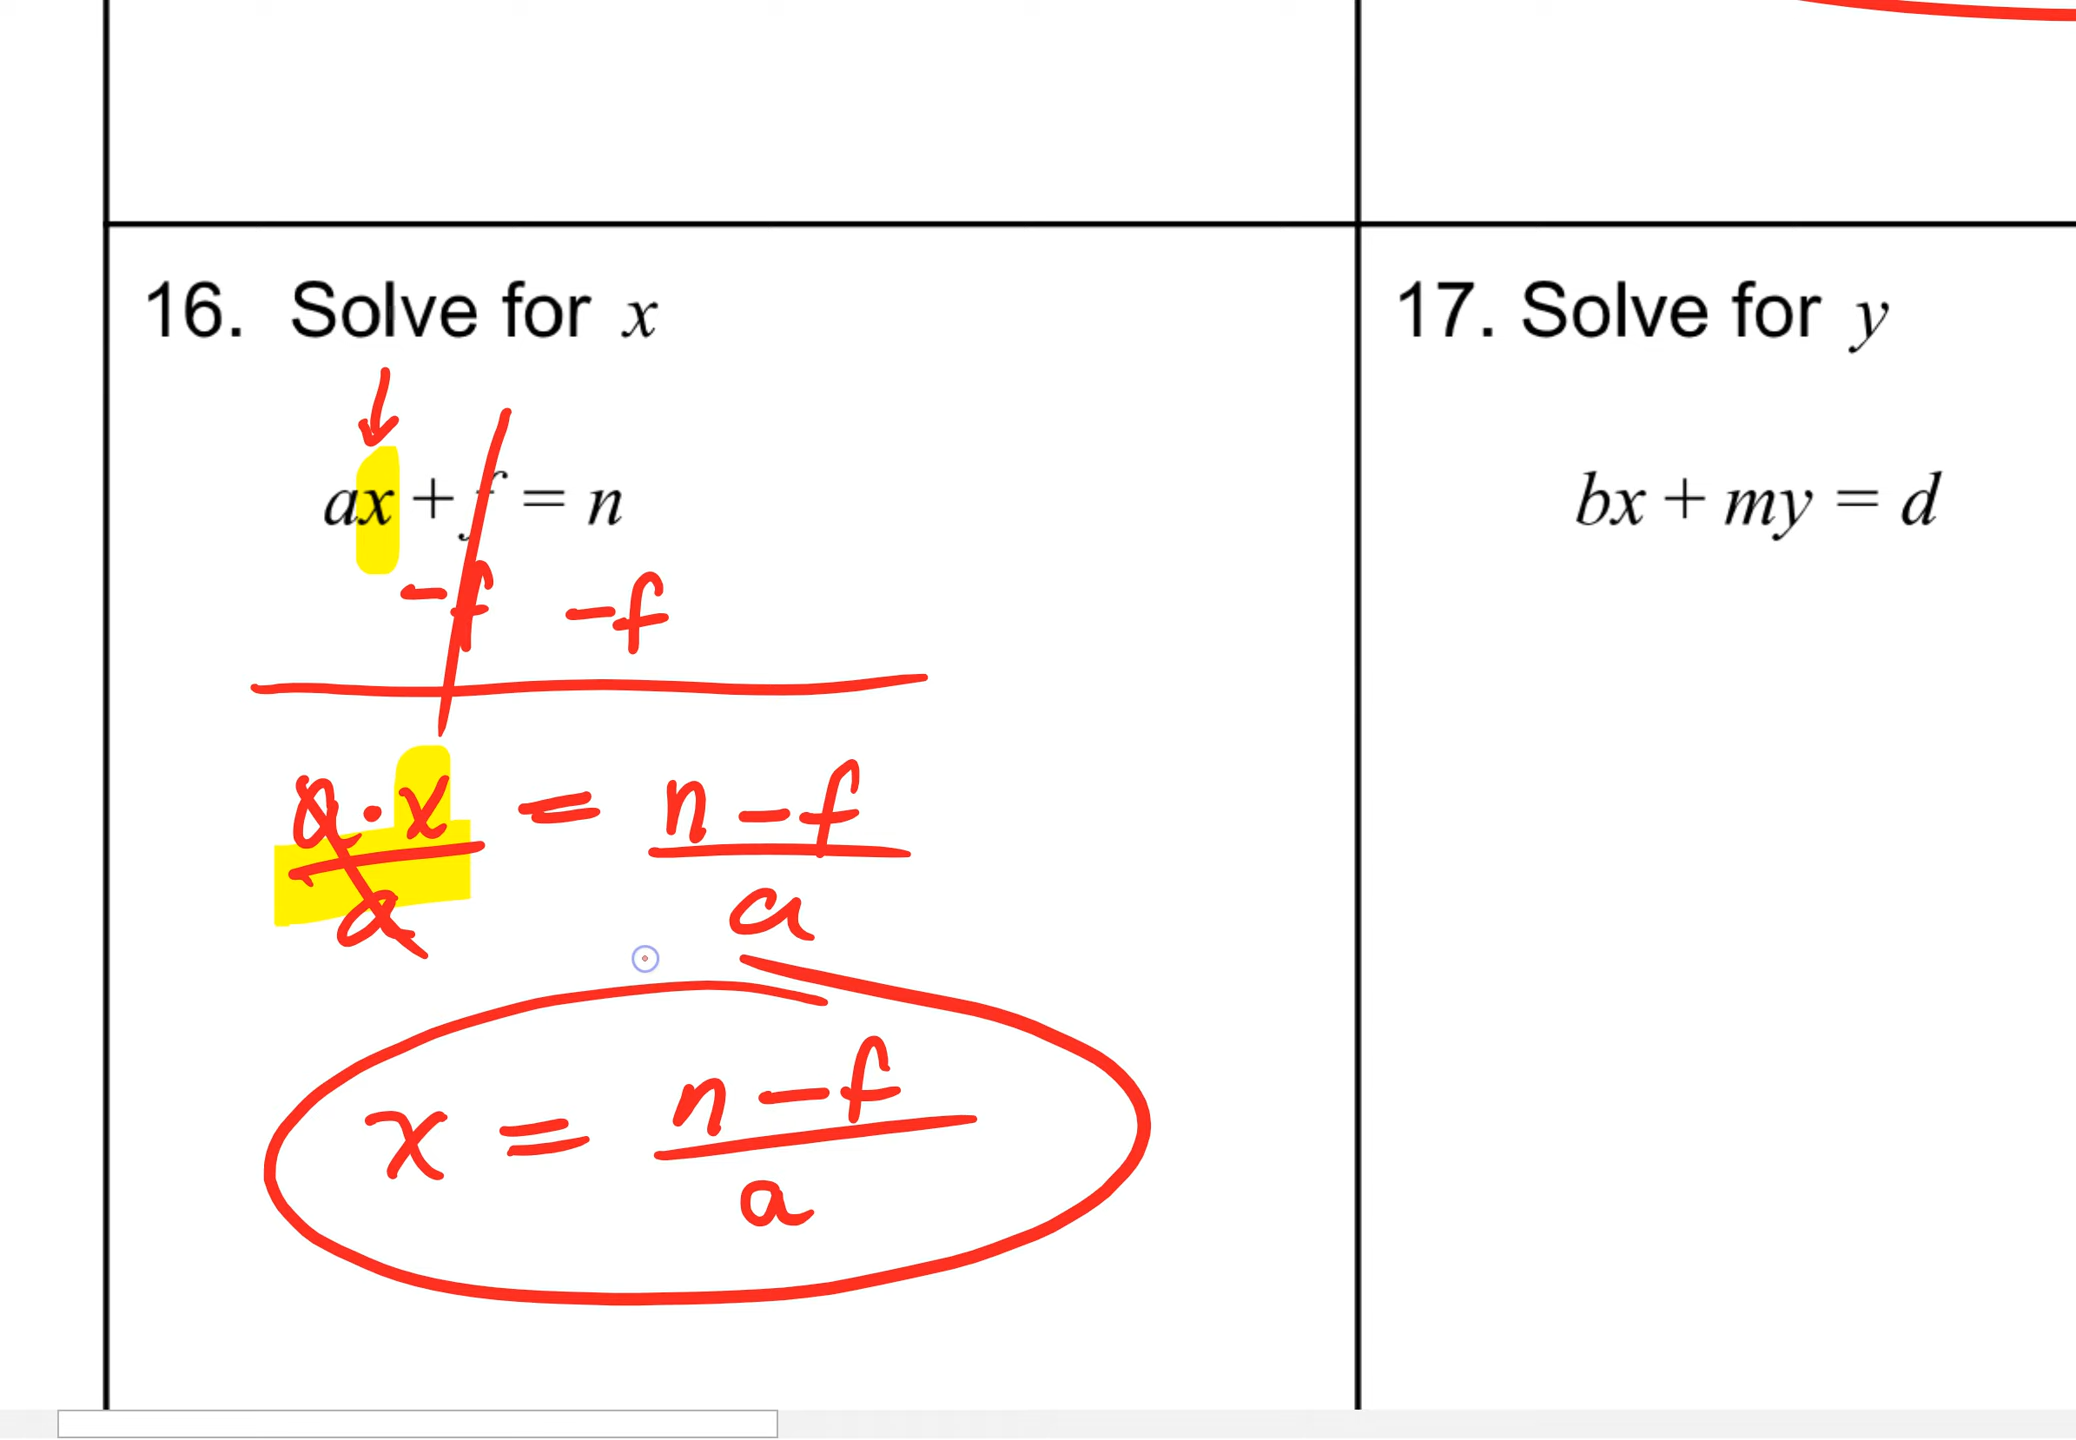 16. Solve for x
ax + f = n
-f -f
a · x = n - f
a a
x = n - f
a
17. Solve for y
bx + my = d